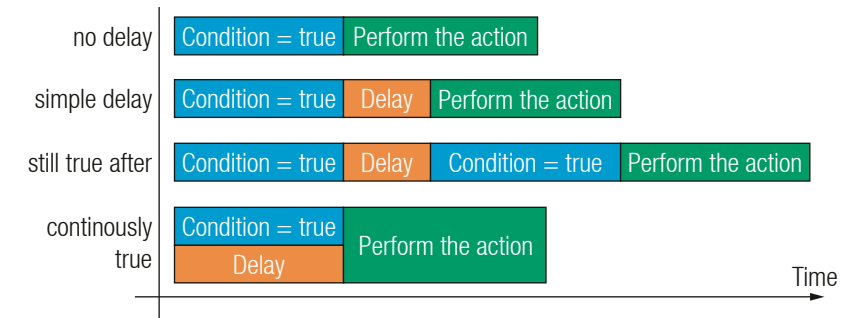 no delay Condition = true Perform the action
simple delay Condition = true Delay Perform the action
still true after Condition = true Delay Condition = true Perform the action
continously
true
Condition = true
Delay
Perform the action
Time